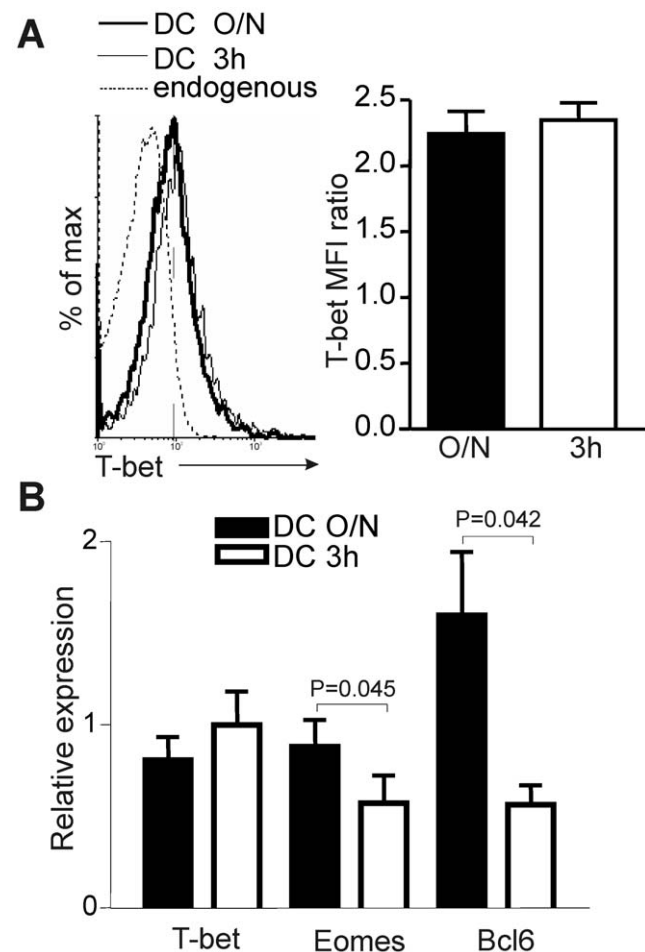 A
DC O/N
DC 3h
endogenous
% of max
T-bet
T-bet MFI ratio
2.5
2.0
1.5
1.0
0.5
0.0
O/N
3h
B
DC O/N
DC 3h
P=0.042
P=0.045
Relative expression
2
1
0
T-bet
Eomes
Bcl6